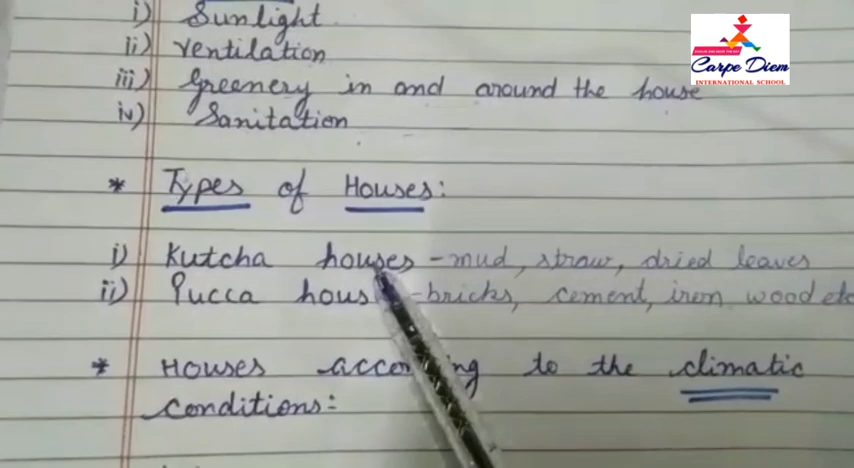 i) Sunlight
ii) Ventilation
iii) Greenery in and around the house
iv) Sanitation
* Types of Houses:
i) Kutcha houses - mud, straw, dried leaves
ii) Pucca hous - bricks, cement, iron wood etc
* Houses according to the climatic
conditions:
Carpe Diem
INTERNATIONAL SCHOOL